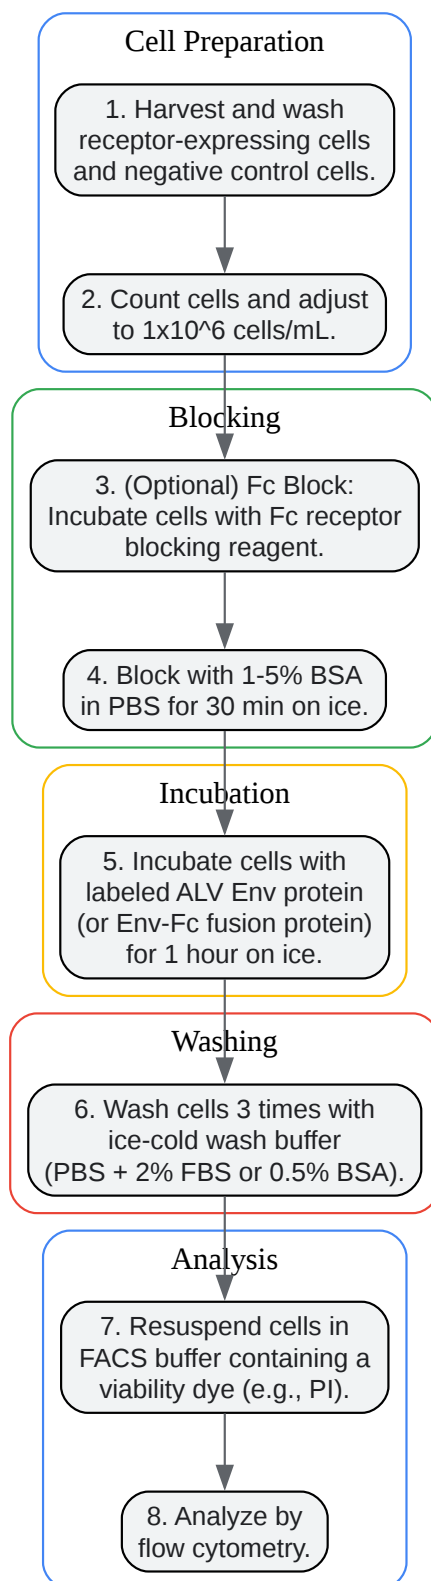 Cell Preparation
1. Harvest and wash
receptor-expressing cells
and negative control cells.
2. Count cells and adjust
to 1x10^6 cells/mL.
Blocking
3. (Optional) Fc Block:
Incubate cells with Fc receptor
blocking reagent.
4. Block with 1-5% BSA
in PBS for 30 min on ice.
Incubation
5. Incubate cells with
labeled ALV Env protein
(or Env-Fc fusion protein)
for 1 hour on ice.
Washing
6. Wash cells 3 times with
ice-cold wash buffer
(PBS + 2% FBS or 0.5% BSA).
Analysis
7. Resuspend cells in
FACS buffer containing a
viability dye (e.g., PI).
8. Analyze by
flow cytometry.